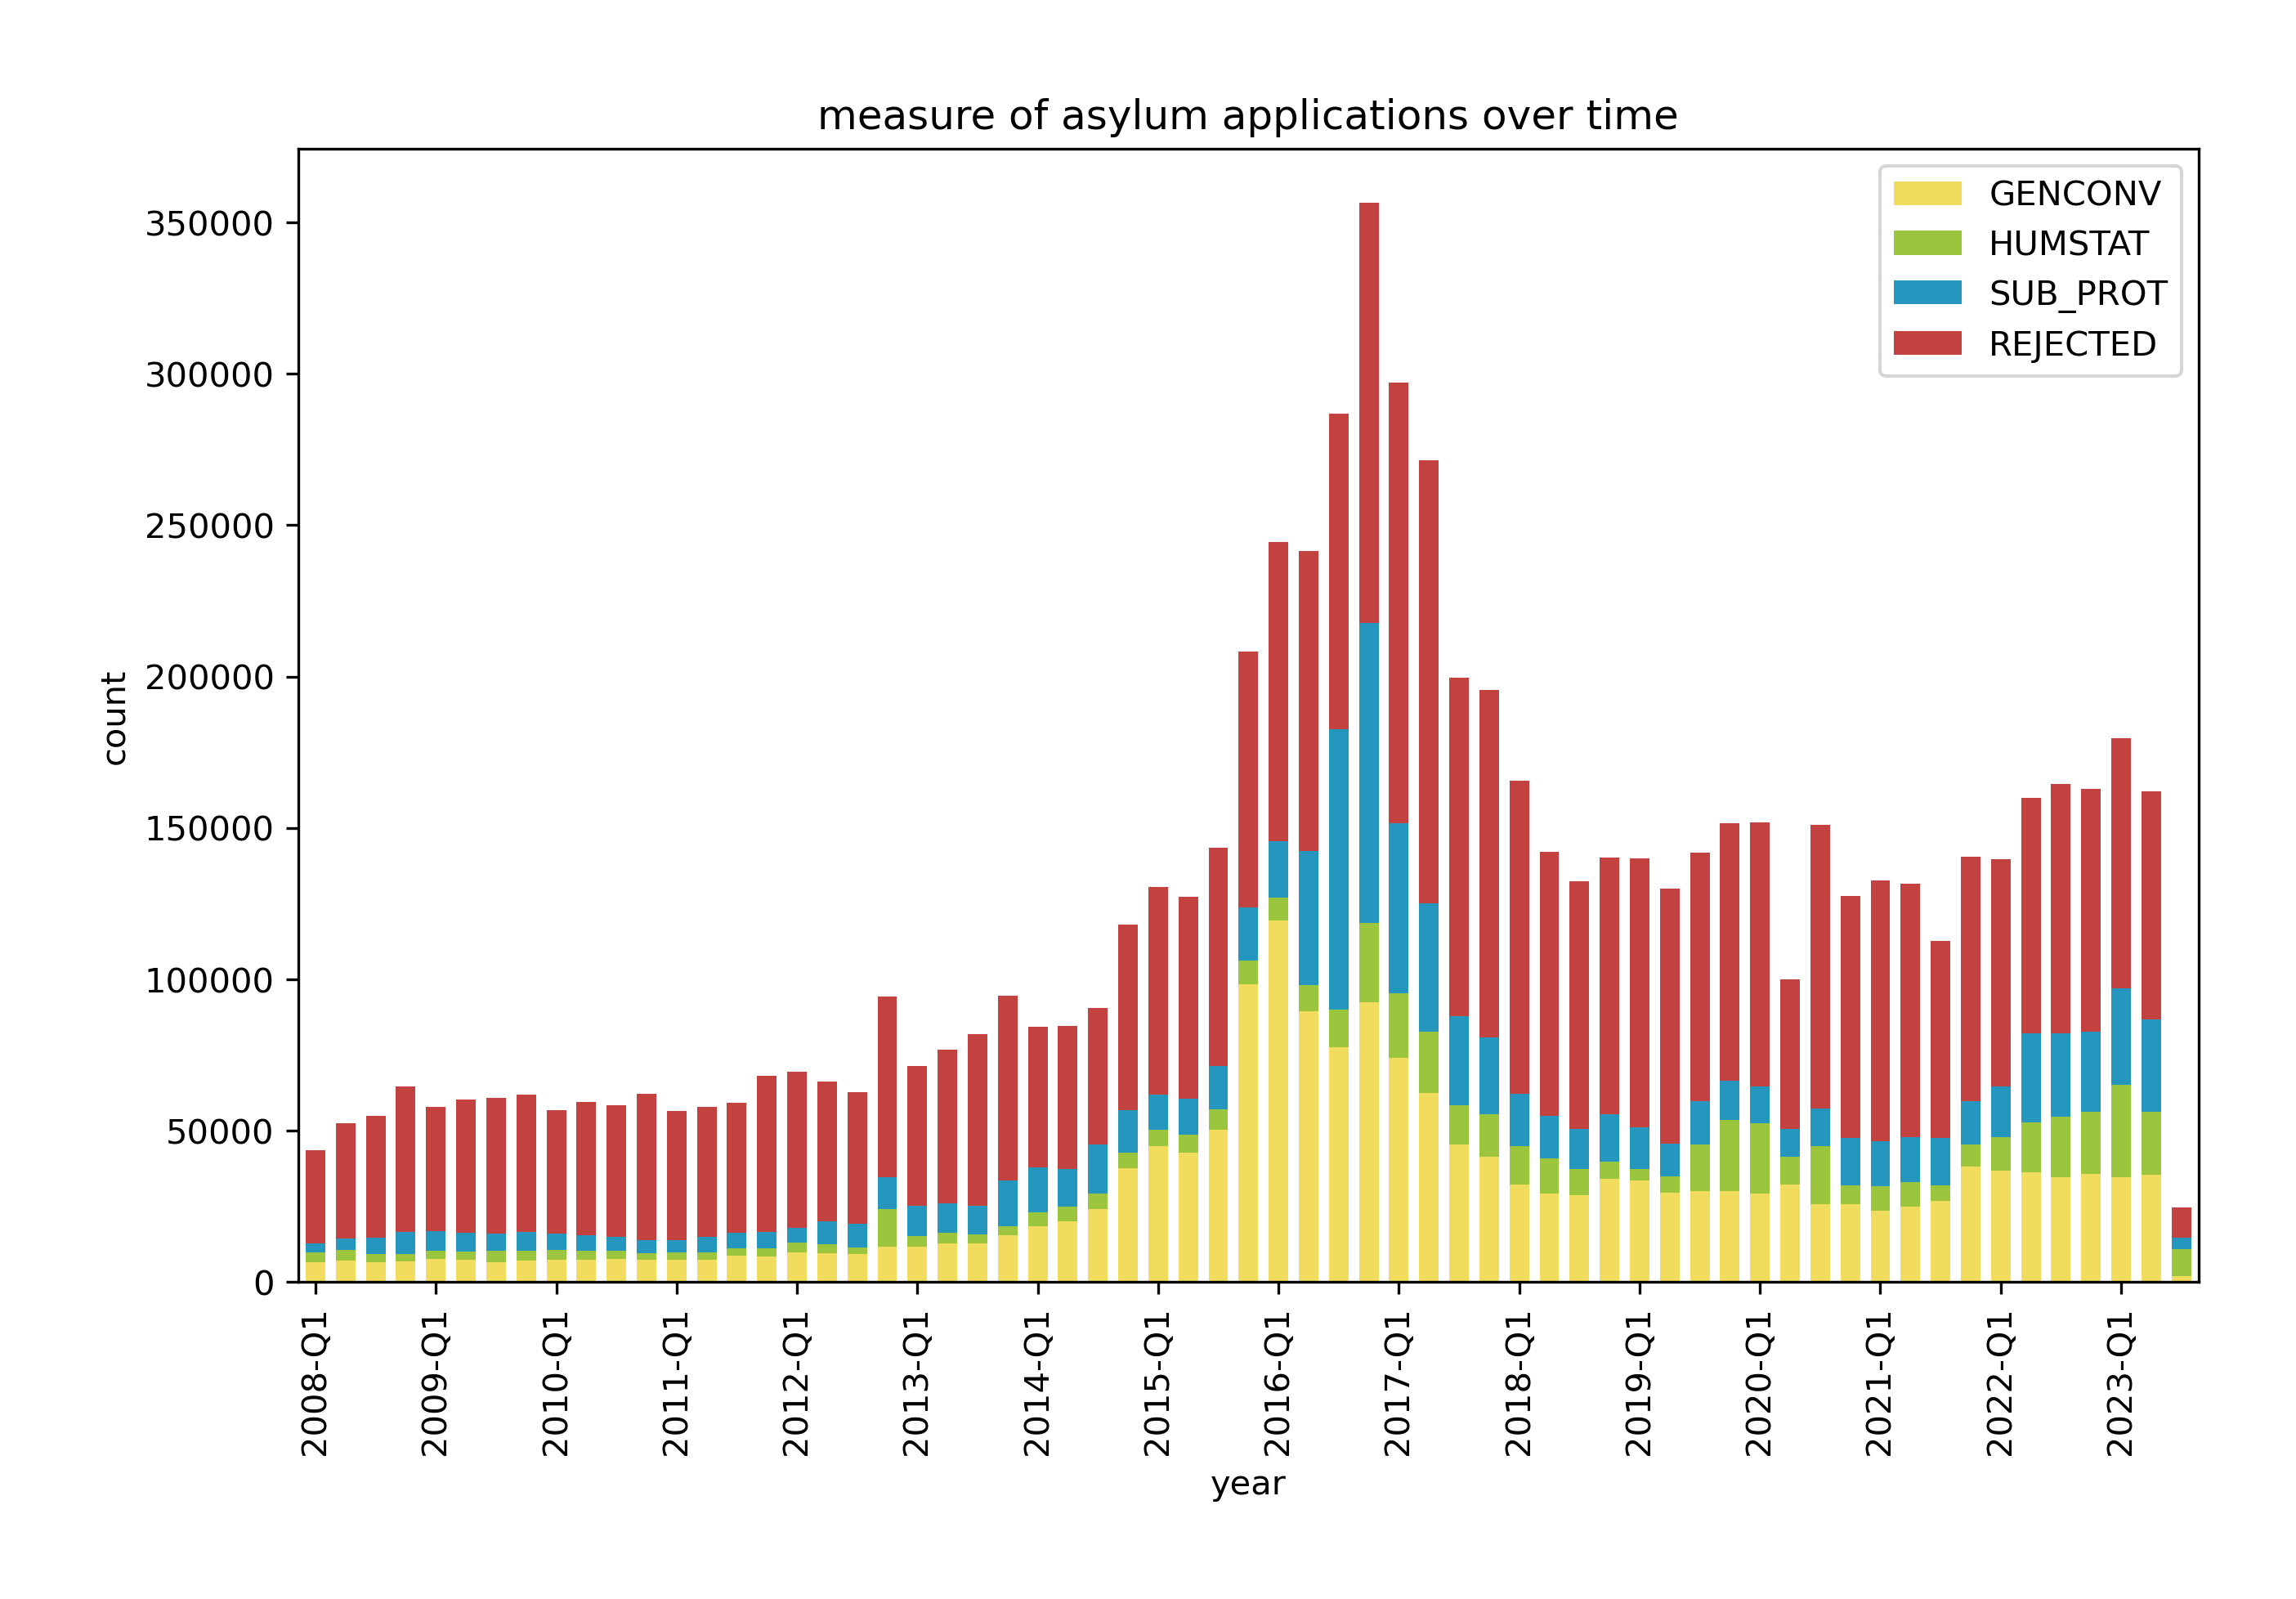 measure of asylum applications over time
GENCONV
HUMSTAT
SUB_PROT
REJECTED
count
350000
300000
250000
200000
150000
100000
50000
0
2008-Q1
2009-Q1
2010-Q1
2011-Q1
2012-Q1
2013-Q1
2014-Q1
2015-Q1
2016-Q1
2017-Q1
2018-Q1
2019-Q1
2020-Q1
2021-Q1
2022-Q1
2023-Q1
year